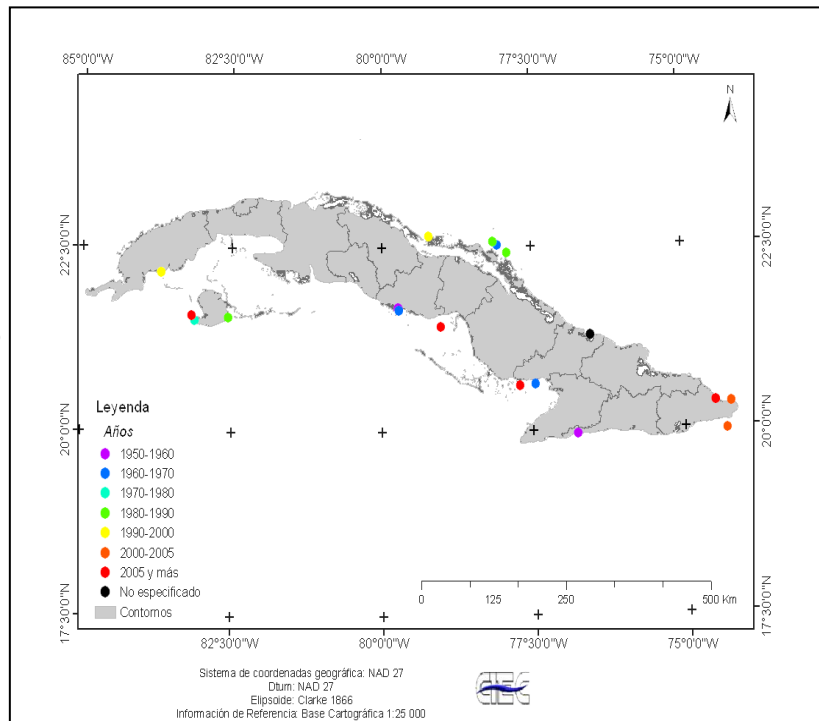 85°0'0"W 82°30'0"W 80°0'0"W 77°30'0"W 75°0'0"W
N
22°30'0"N 22°30'0"N
20°0'0"N 20°0'0"N
17°30'0"N 17°30'0"N
Leyenda
Años
1950-1960
1960-1970
1970-1980
1980-1990
1990-2000
2000-2005
2005 y más
No especificado
Contornos
0 125 250 500 Km
82°30'0"W 80°0'0"W 77°30'0"W 75°0'0"W
Sistema de coordenadas geográfica: NAD 27
Dtum: NAD 27
Elipsoide: Clarke 1866
Información de Referencia: Base Cartográfica 1:25 000
CIEC